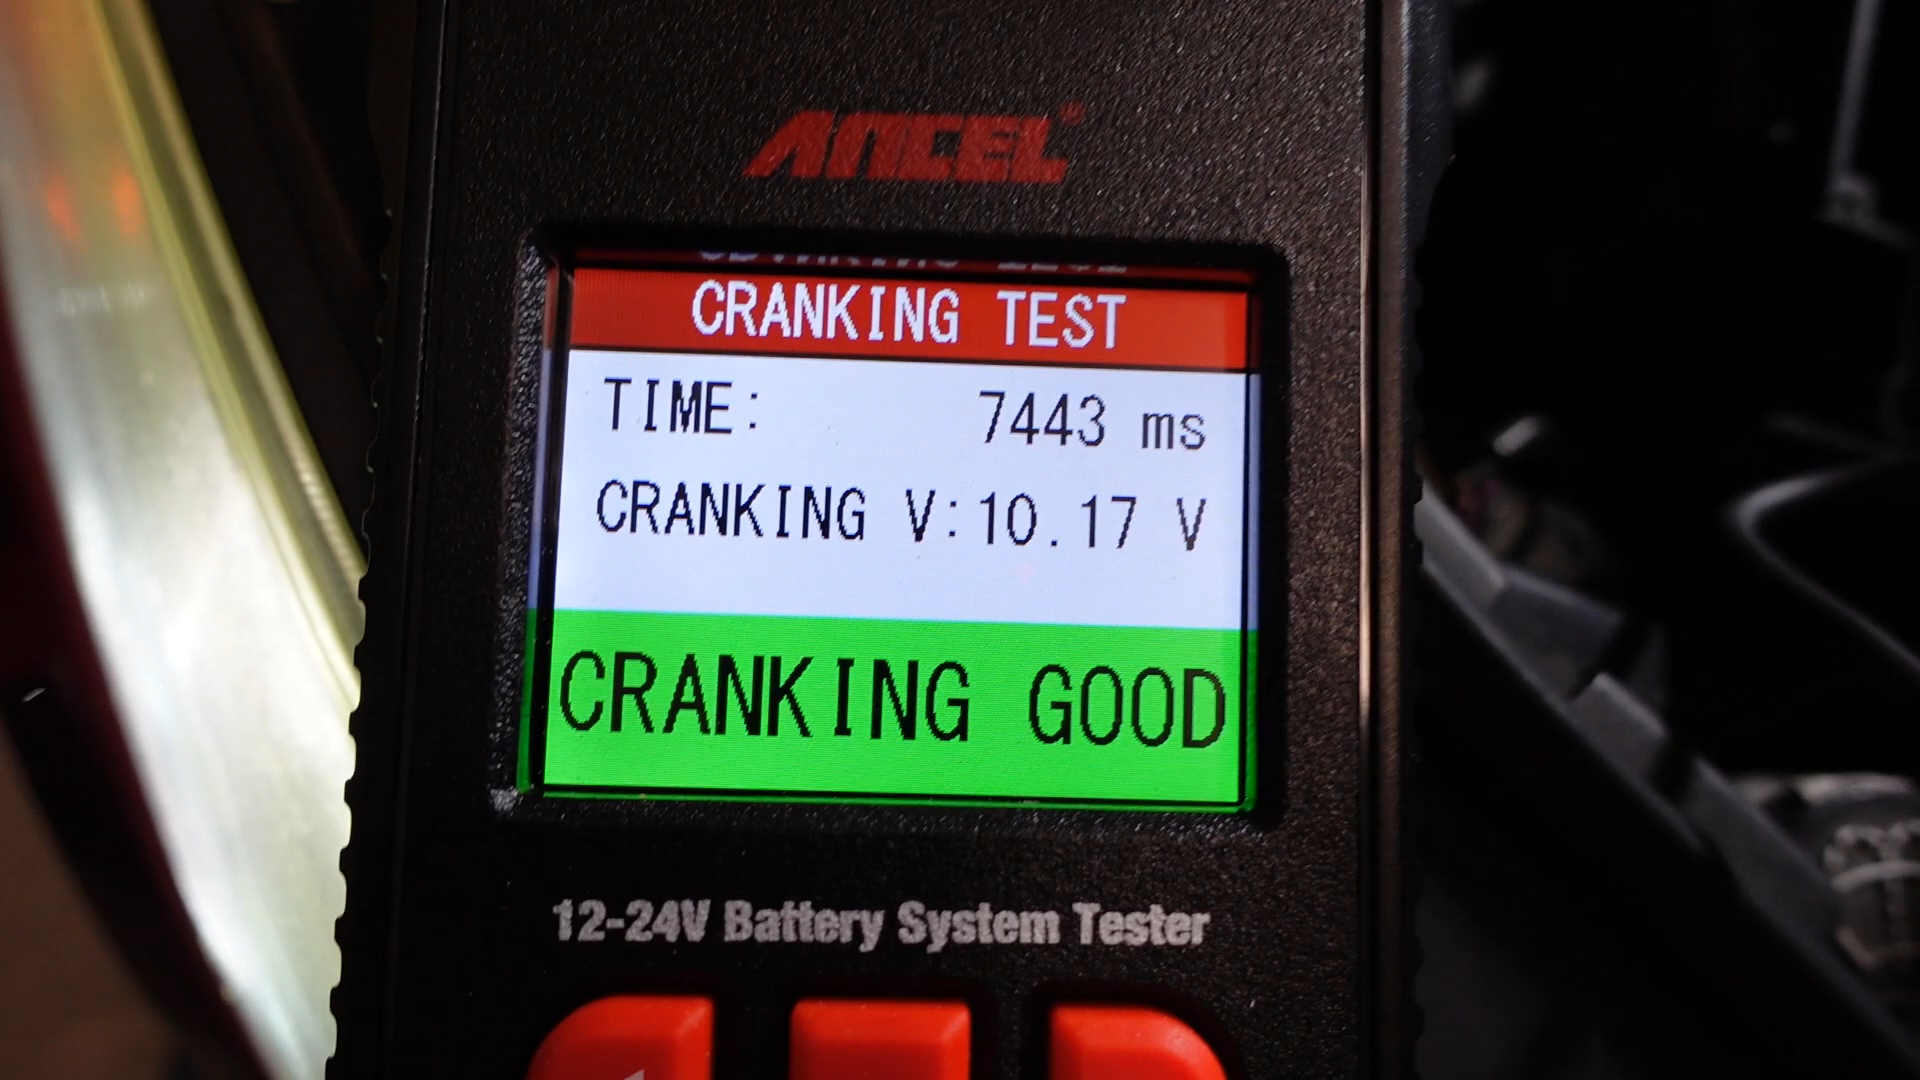 ANCEL
CRANKING TEST
TIME: 7443 ms
CRANKING V:10.17 V
CRANKING GOOD
12-24V Battery System Tester